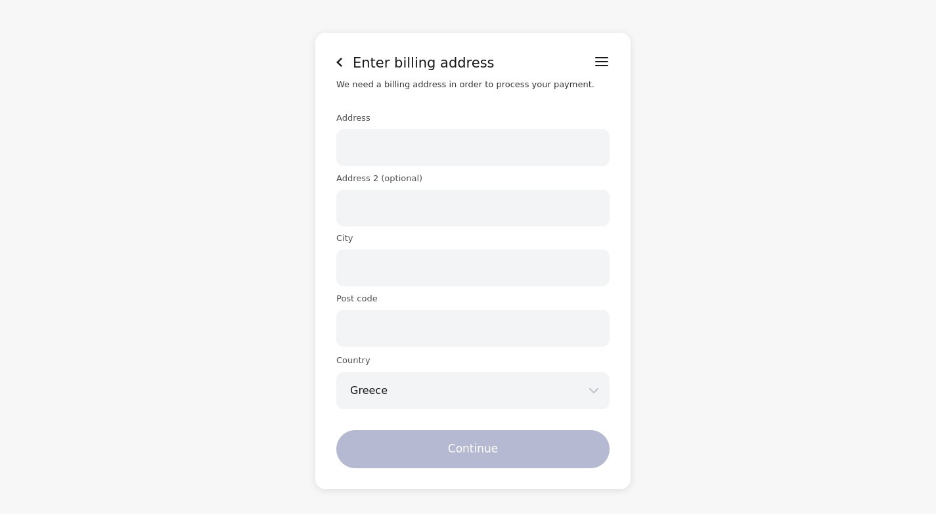 Enter billing address
We need a billing address in order to process your payment.
Address
Address 2 (optional)
City
Post code
Country
Greece
Continue